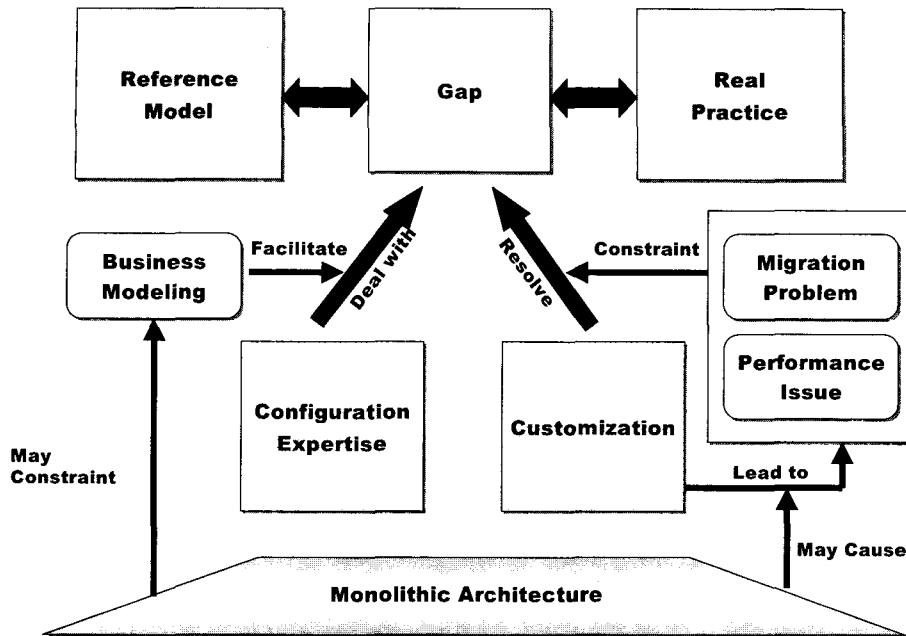 Reference
Model
Gap
Real
Practice
Business
Modeling
Facilitate
Deal with
Resolve
Constraint
Migration
Problem
Performance
Issue
Configuration
Expertise
Customization
May
Constraint
Lead to
May Cause
Monolithic Architecture